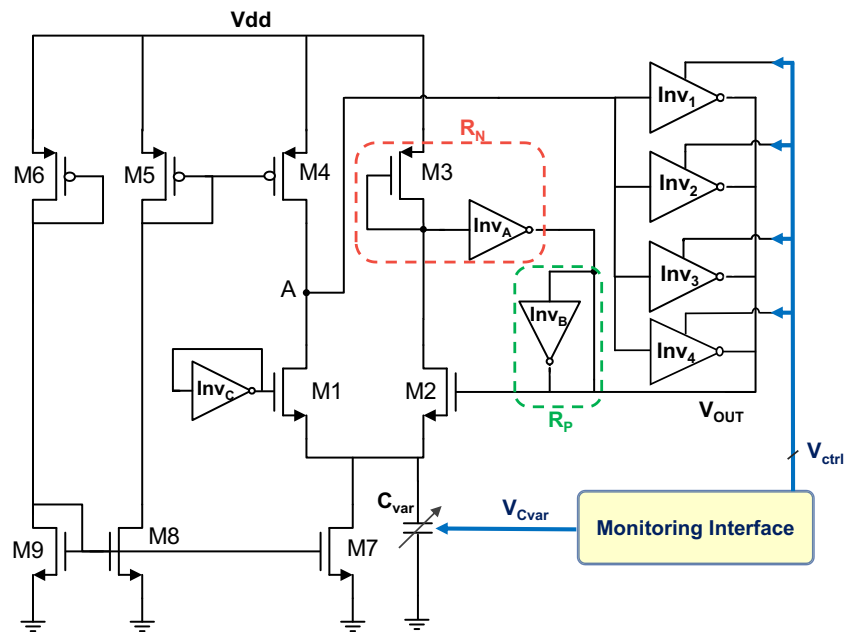 Vdd
M6
M5
M4
R_N
M3
Inv_A
Inv_1
Inv_2
Inv_3
Inv_4
A
Inv_B
Inv_C
M1
M2
R_P
V_OUT
V_ctrl
C_var
V_Cvar
Monitoring Interface
M9
M8
M7